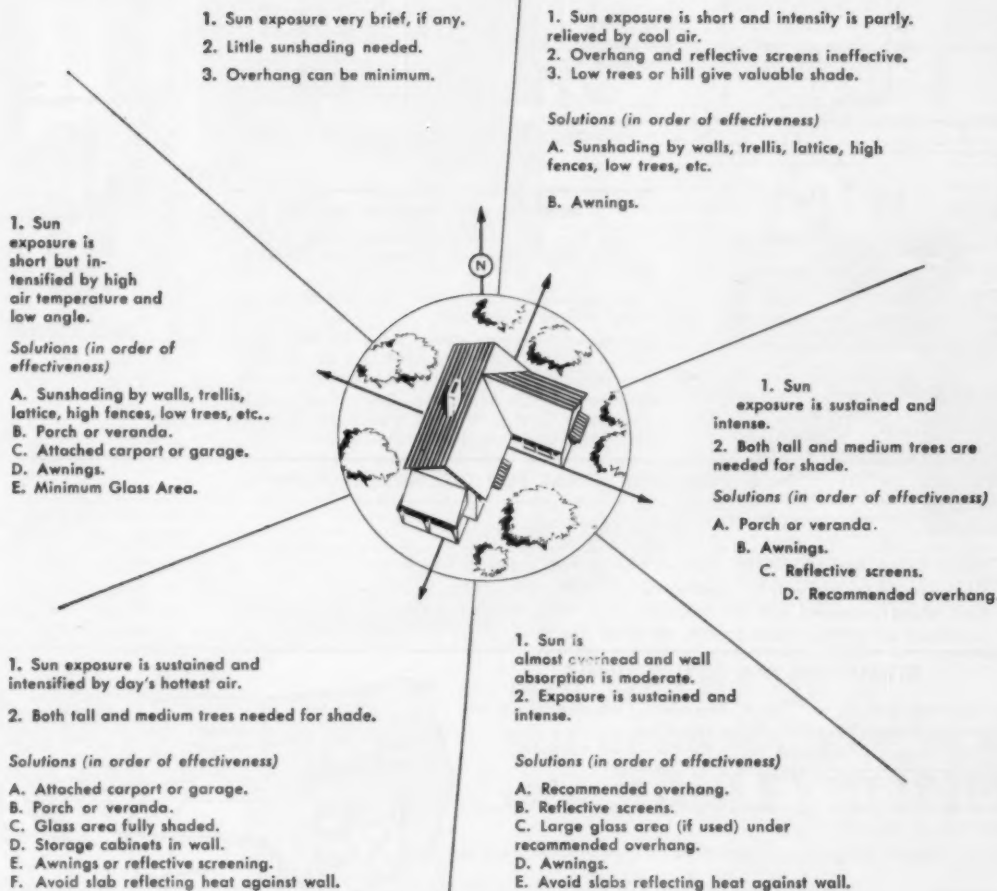 1. Sun exposure very brief, if any.
2. Little sunshading needed.
3. Overhang can be minimum.
1. Sun exposure is short and intensity is partly.
relieved by cool air.
2. Overhang and reflective screens ineffective.
3. Low trees or hill give valuable shade.
Solutions (in order of effectiveness)
A. Sunshading by walls, trellis, lattice, high
fences, low trees, etc.
B. Awnings.
1. Sun
exposure is
short but in-
tensified by high
air temperature and
low angle.
Solutions (in order of
effectiveness)
A. Sunshading by walls, trellis,
lattice, high fences, low trees, etc..
B. Porch or veranda.
C. Attached carport or garage.
D. Awnings.
E. Minimum Glass Area.
N
1. Sun
exposure is sustained and
intense.
2. Both tall and medium trees are
needed for shade.
Solutions (in order of effectiveness)
A. Porch or veranda.
B. Awnings.
C. Reflective screens.
D. Recommended overhang
1. Sun exposure is sustained and
intensified by day's hottest air.
2. Both tall and medium trees needed for shade.
Solutions (in order of effectiveness)
A. Attached carport or garage.
B. Porch or veranda.
C. Glass area fully shaded.
D. Storage cabinets in wall.
E. Awnings or reflective screening.
F. Avoid slab reflecting heat against wall.
1. Sun is
almost overhead and wall
absorption is moderate.
2. Exposure is sustained and
intense.
Solutions (in order of effectiveness)
A. Recommended overhang.
B. Reflective screens.
C. Large glass area (if used) under
recommended overhang.
D. Awnings.
E. Avoid slabs reflecting heat against wall.